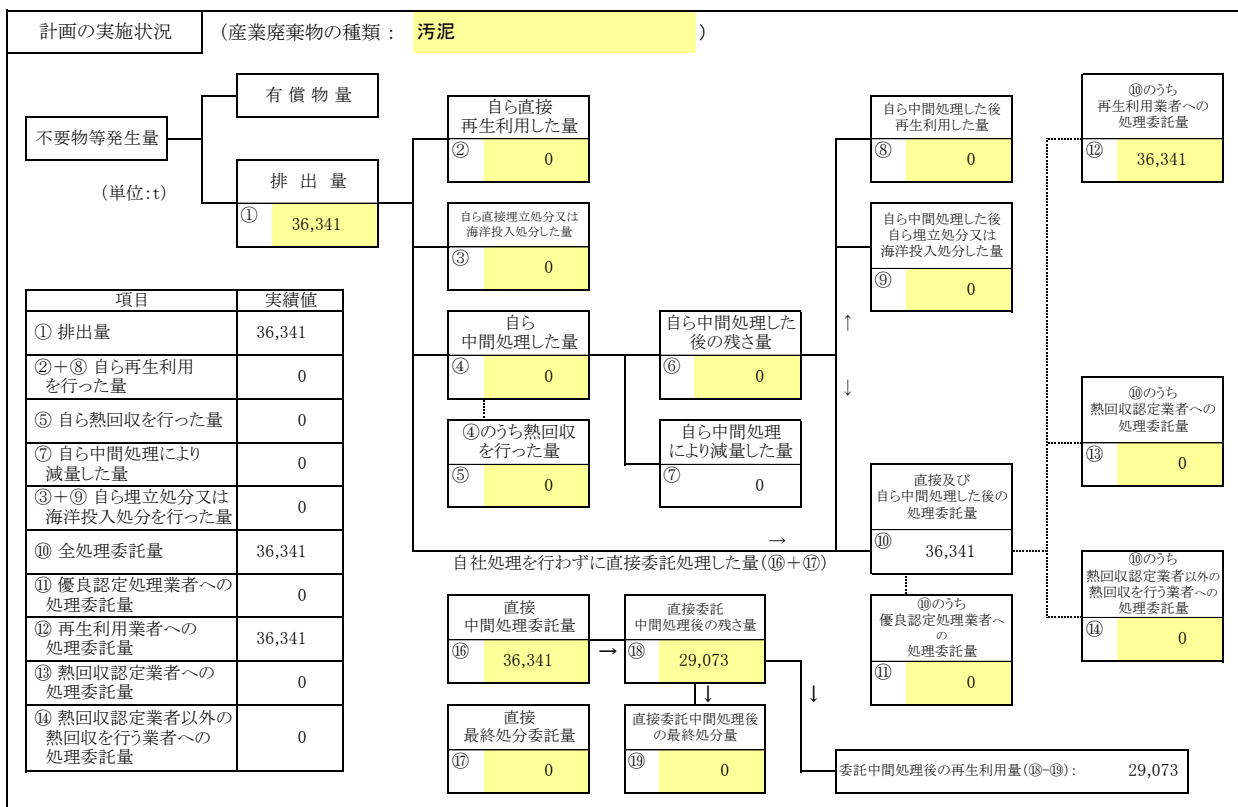 計画の実施状況
(産業廃棄物の種類： 汚泥 )
不要物等発生量
(単位:t)
有 償 物 量
排 出 量
① 36,341
自ら直接
再生利用した量
② 0
自ら直接埋立処分又は
海洋投入処分した量
③ 0
自ら
中間処理した量
④ 0
④のうち熱回収
を行った量
⑤ 0
自ら中間処理した
後の残さ量
⑥ 0
自ら中間処理
により減量した量
⑦ 0
自ら中間処理した後
再生利用した量
⑧ 0
自ら中間処理した後
自ら埋立処分又は
海洋投入処分した量
⑨ 0
↑
↓
直接及び
自ら中間処理した後の
処理委託量
⑩ 36,341
⑩のうち
優良認定処理業者へ
の
処理委託量
⑪ 0
⑩のうち
再生利用業者への
処理委託量
⑫ 36,341
⑩のうち
熱回収認定業者への
処理委託量
⑬ 0
⑩のうち
熱回収認定業者以外の
熱回収を行う業者への
処理委託量
⑭ 0
→
自社処理を行わずに直接委託処理した量(⑯+⑰)
直接
中間処理委託量
⑯ 36,341
→
直接委託
中間処理後の残さ量
⑱ 29,073
↓
↓
直接
最終処分委託量
⑰ 0
直接委託中間処理後
の最終処分量
⑲ 0
委託中間処理後の再生利用量(⑱-⑲)： 29,073
項目 実績値
① 排出量 36,341
②+⑧ 自ら再生利用
を行った量 0
⑤ 自ら熱回収を行った量 0
⑦ 自ら中間処理により
減量した量 0
③+⑨ 自ら埋立処分又は
海洋投入処分を行った量 0
⑩ 全処理委託量 36,341
⑪ 優良認定処理業者への
処理委託量 0
⑫ 再生利用業者への
処理委託量 36,341
⑬ 熱回収認定業者への
処理委託量 0
⑭ 熱回収認定業者以外の
熱回収を行う業者への
処理委託量 0